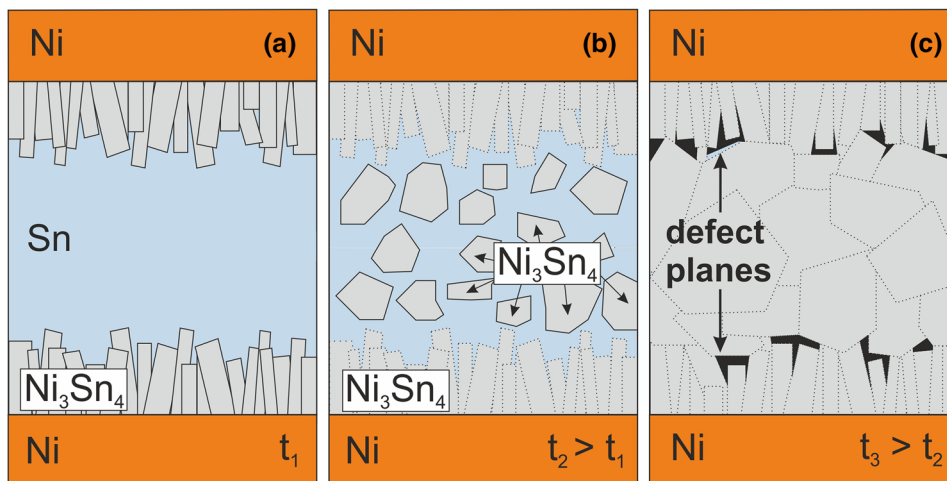 Ni (a)
Sn
Ni₃Sn₄
Ni t₁
Ni (b)
Ni₃Sn₄
Ni₃Sn₄
Ni t₂ > t₁
Ni (c)
defect
planes
Ni t₃ > t₂